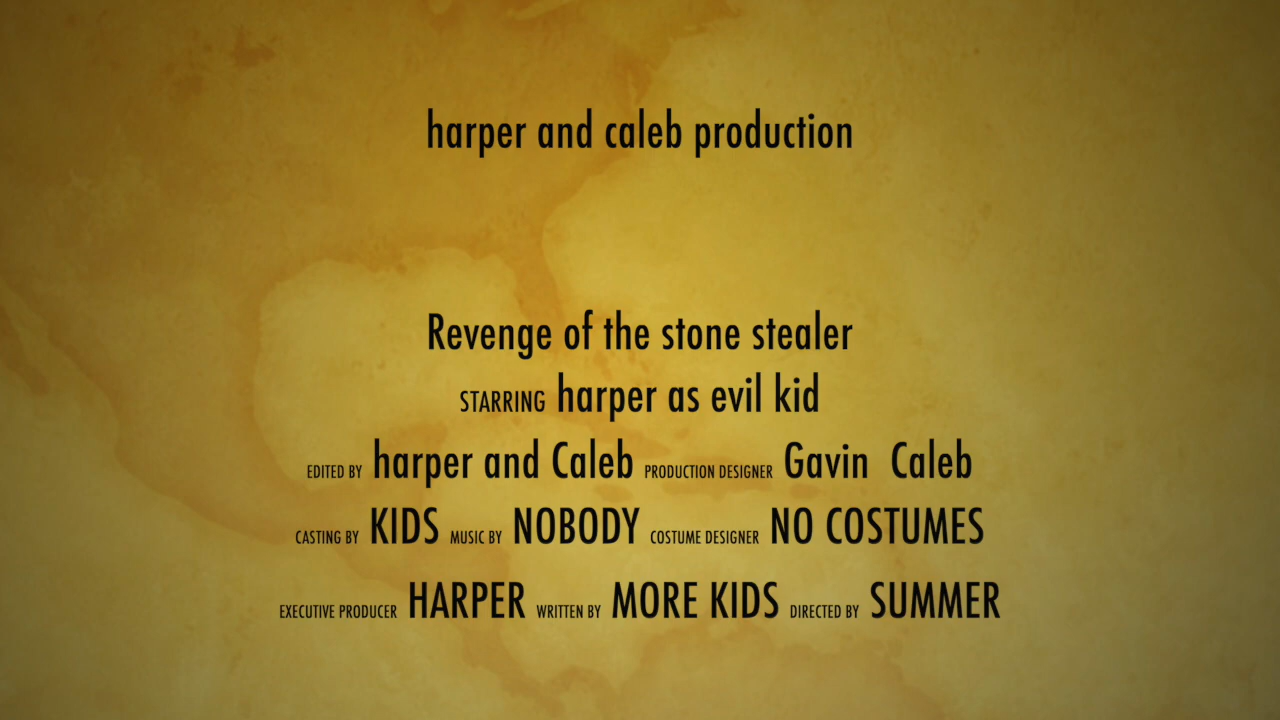 harper and caleb production
Revenge of the stone stealer
STARRING harper as evil kid
EDITED BY harper and Caleb PRODUCTION DESIGNER Gavin  Caleb
CASTING BY KIDS MUSIC BY NOBODY COSTUME DESIGNER NO COSTUMES
EXECUTIVE PRODUCER HARPER WRITTEN BY MORE KIDS DIRECTED BY SUMMER